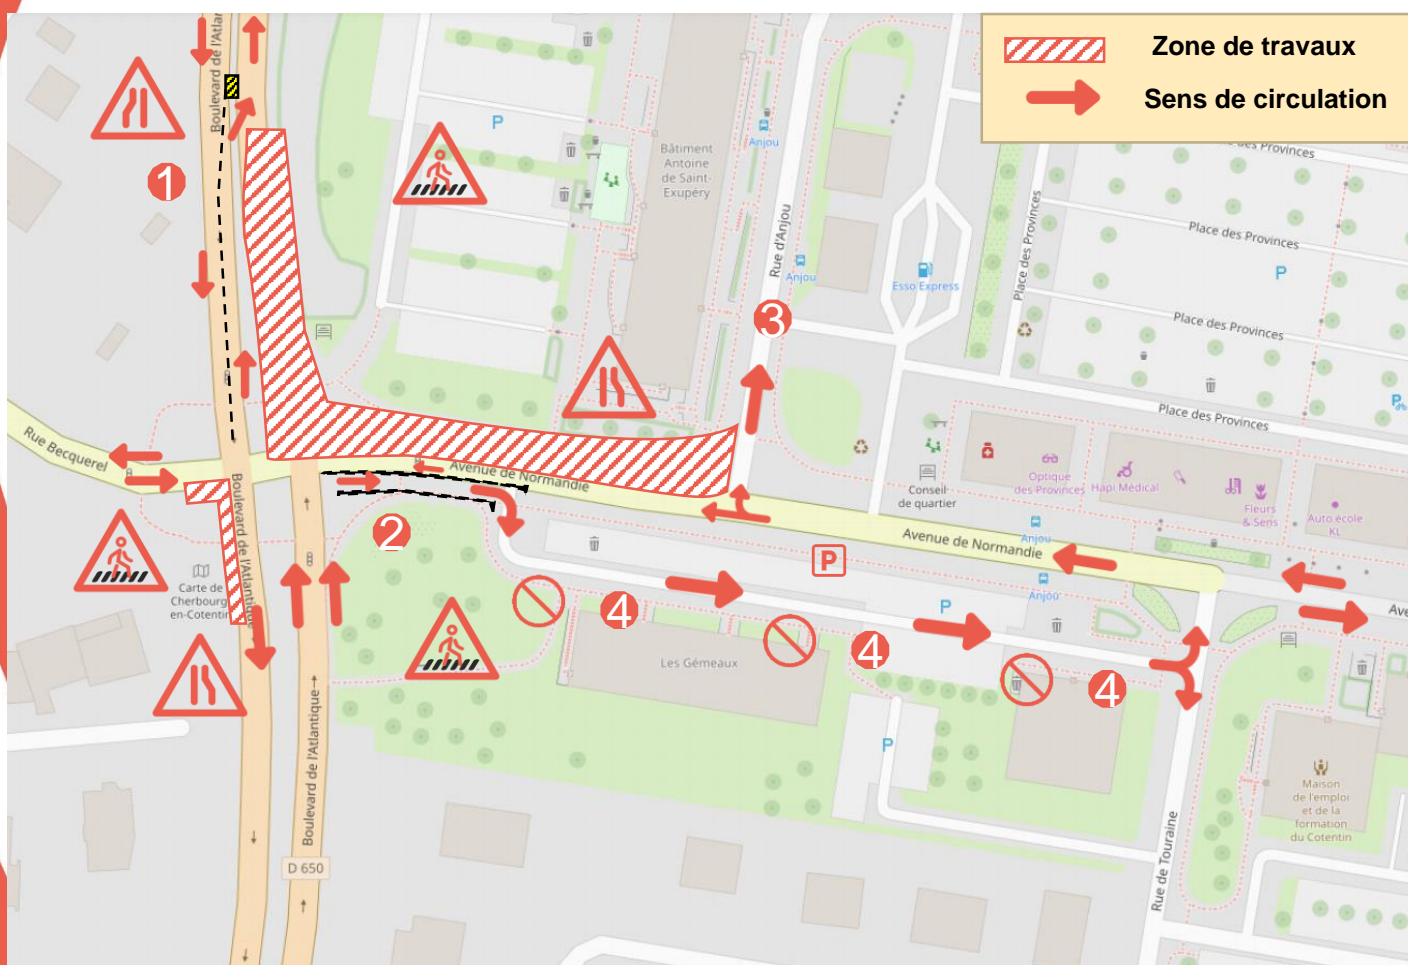 Zone de travaux
Sens de circulation
Boulevard de l'Atlan
Boulevard de l'Atlantique
P
Bâtiment
Antoine
de Saint-
Exupéry
Anjou
Rue d'Anjou
Anjou
Esso Express
Place des Provinces
des Provinces
Place des Provinces
P
Place des Provinces
Place des Provinces
P
1
3
Rue Becquerel
Boulevard de l'Atlantique
Avenue de Normandie
2
Conseil
de quartier
Optique
des Provinces
Hapi Médical
Fleurs
& Sens
Auto école
KL
Anjou
Avenue de Normandie
Ave
P
Anjou
P
Carte de
Cherbourg-
en-Cotentin
4
Les Gémeaux
4
4
P
Boulevard de l'Atlantique
D 650
Rue de Touraine
Maison
de l'emploi
et de la
formation
du Cotentin